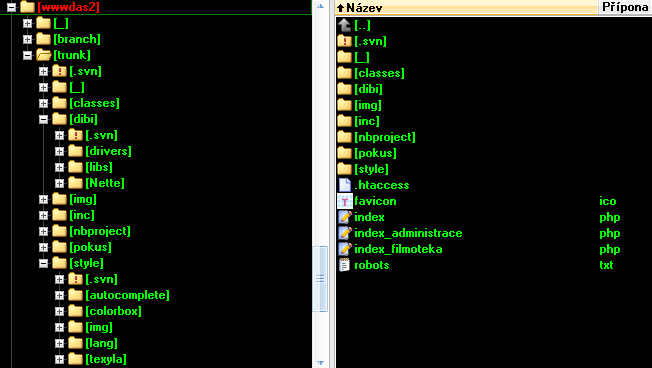 [wwwdas2]
[_]
[branch]
[trunk]
[.svn]
[_]
[classes]
[dibi]
[.svn]
[drivers]
[libs]
[Nette]
[img]
[inc]
[nbproject]
[pokus]
[style]
[.svn]
[autocomplete]
[colorbox]
[img]
[lang]
[texyla]
Název Přípona
[..]
[.svn]
[_]
[classes]
[dibi]
[img]
[inc]
[nbproject]
[pokus]
[style]
.htaccess
favicon ico
index php
index_administrace php
index_filmoteka php
robots txt